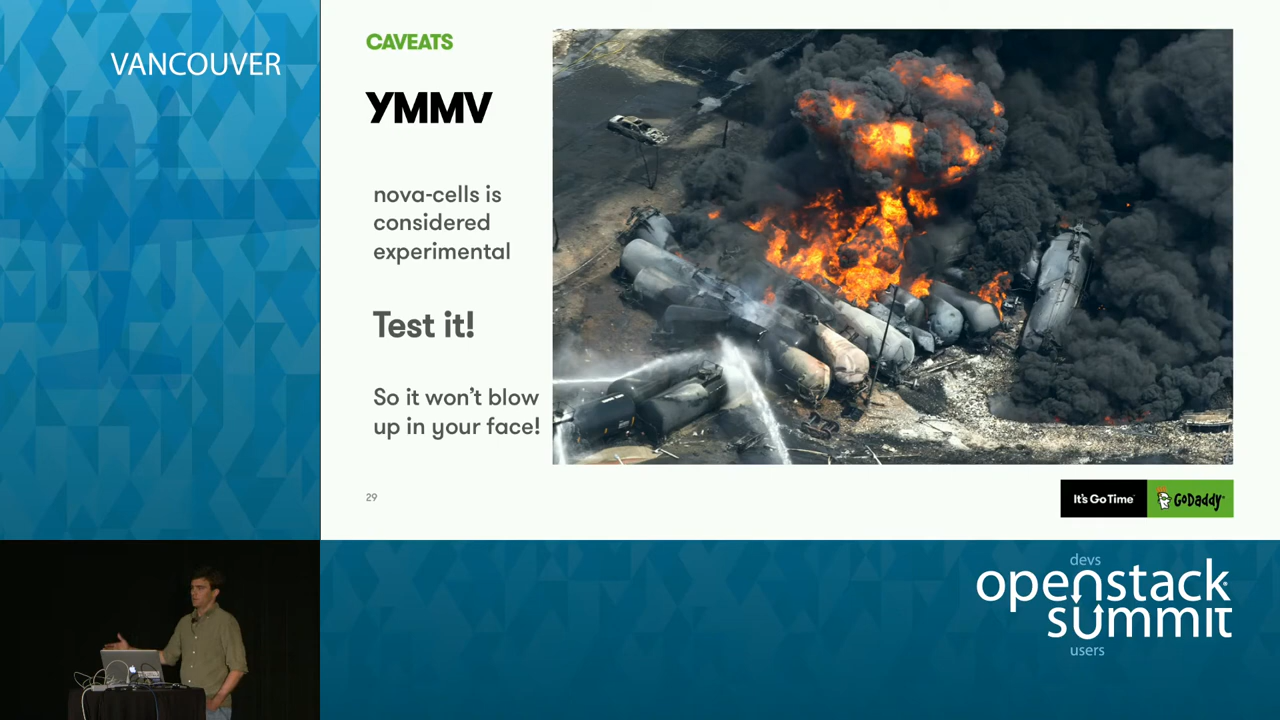 VANCOUVER
CAVEATS
YMMV
nova-cells is
considered
experimental
Test it!
So it won't blow
up in your face!
29
It's Go Time
GoDaddy
devs
openstack
summit
users